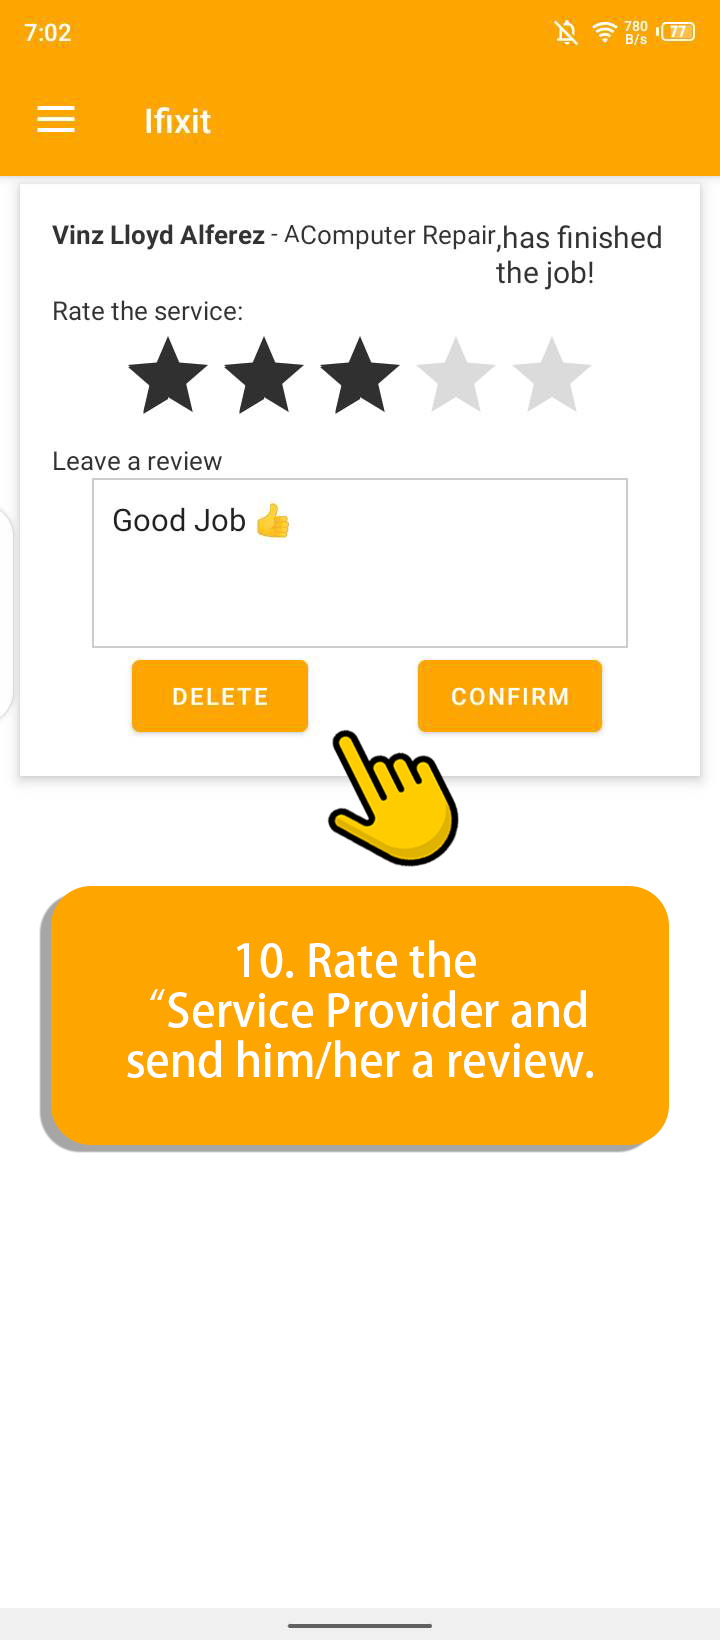 7:02
780
B/s
77
Ifixit
Vinz Lloyd Alferez - AComputer Repair,has finished
the job!
Rate the service:
Leave a review
Good Job 👍
DELETE
CONFIRM
10. Rate the
“Service Provider and
send him/her a review.